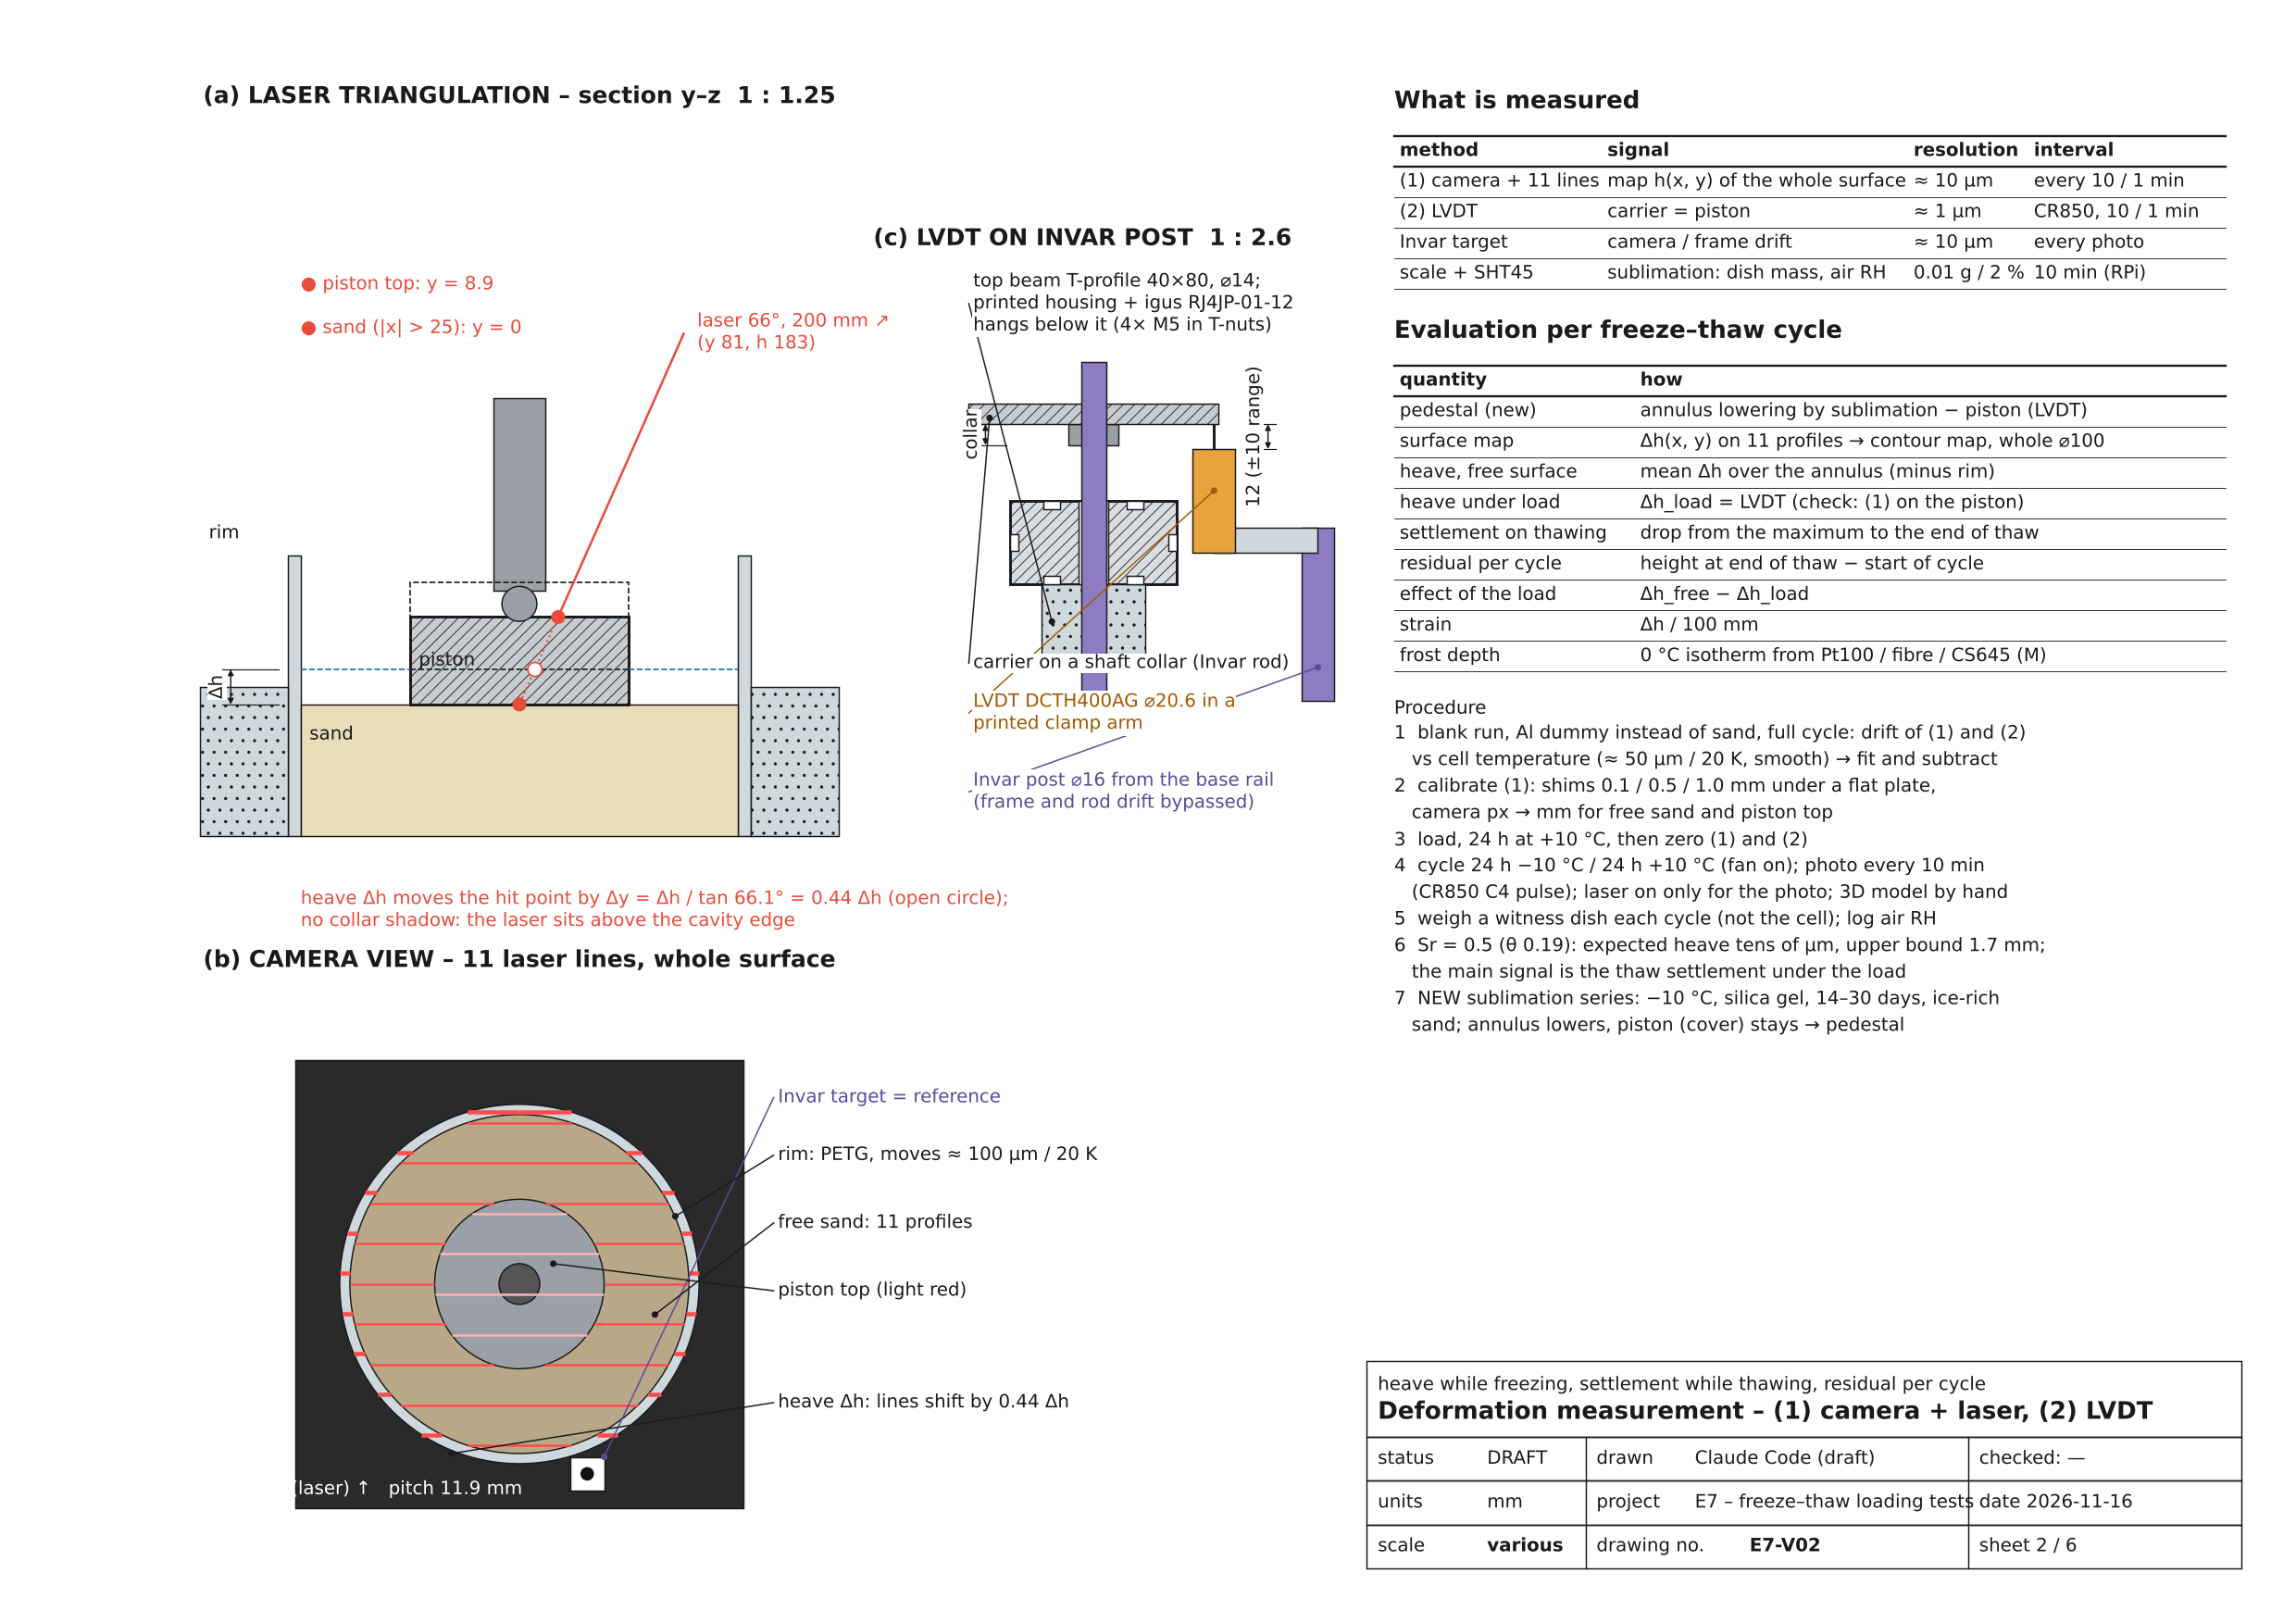 (a) LASER TRIANGULATION – section y–z  1 : 1.25
piston top: y = 8.9
sand (|x| > 25): y = 0
laser 66°, 200 mm ↗
(y 81, h 183)
rim
piston
Δh
sand
heave Δh moves the hit point by Δy = Δh / tan 66.1° = 0.44 Δh (open circle);
no collar shadow: the laser sits above the cavity edge
(b) CAMERA VIEW – 11 laser lines, whole surface
Invar target = reference
rim: PETG, moves ≈ 100 µm / 20 K
free sand: 11 profiles
piston top (light red)
heave Δh: lines shift by 0.44 Δh
(laser) ↑   pitch 11.9 mm
(c) LVDT ON INVAR POST  1 : 2.6
top beam T-profile 40×80, ⌀14;
printed housing + igus RJ4JP-01-12
hangs below it (4× M5 in T-nuts)
collar
12 (±10 range)
carrier on a shaft collar (Invar rod)
LVDT DCTH400AG ⌀20.6 in a
printed clamp arm
Invar post ⌀16 from the base rail
(frame and rod drift bypassed)
What is measured
method signal resolution interval
(1) camera + 11 lines map h(x, y) of the whole surface ≈ 10 µm every 10 / 1 min
(2) LVDT carrier = piston ≈ 1 µm CR850, 10 / 1 min
Invar target camera / frame drift ≈ 10 µm every photo
scale + SHT45 sublimation: dish mass, air RH 0.01 g / 2 % 10 min (RPi)
Evaluation per freeze–thaw cycle
quantity how
pedestal (new) annulus lowering by sublimation − piston (LVDT)
surface map Δh(x, y) on 11 profiles → contour map, whole ⌀100
heave, free surface mean Δh over the annulus (minus rim)
heave under load Δh_load = LVDT (check: (1) on the piston)
settlement on thawing drop from the maximum to the end of thaw
residual per cycle height at end of thaw − start of cycle
effect of the load Δh_free − Δh_load
strain Δh / 100 mm
frost depth 0 °C isotherm from Pt100 / fibre / CS645 (M)
Procedure
1  blank run, Al dummy instead of sand, full cycle: drift of (1) and (2)
vs cell temperature (≈ 50 µm / 20 K, smooth) → fit and subtract
2  calibrate (1): shims 0.1 / 0.5 / 1.0 mm under a flat plate,
camera px → mm for free sand and piston top
3  load, 24 h at +10 °C, then zero (1) and (2)
4  cycle 24 h −10 °C / 24 h +10 °C (fan on); photo every 10 min
(CR850 C4 pulse); laser on only for the photo; 3D model by hand
5  weigh a witness dish each cycle (not the cell); log air RH
6  Sr = 0.5 (θ 0.19): expected heave tens of µm, upper bound 1.7 mm;
the main signal is the thaw settlement under the load
7  NEW sublimation series: −10 °C, silica gel, 14–30 days, ice-rich
sand; annulus lowers, piston (cover) stays → pedestal
heave while freezing, settlement while thawing, residual per cycle
Deformation measurement – (1) camera + laser, (2) LVDT
status DRAFT drawn Claude Code (draft) checked: —
units mm project E7 – freeze–thaw loading tests date 2026-11-16
scale various drawing no. E7-V02 sheet 2 / 6